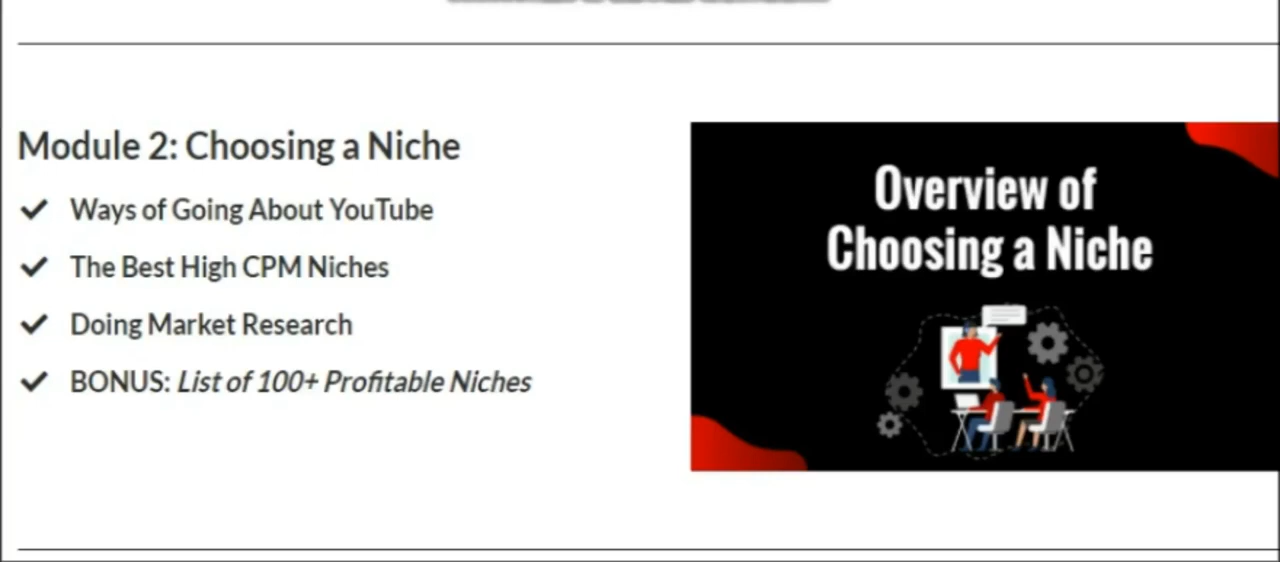 Module 2: Choosing a Niche
Ways of Going About YouTube
The Best High CPM Niches
Doing Market Research
BONUS: List of 100+ Profitable Niches
Overview of
Choosing a Niche